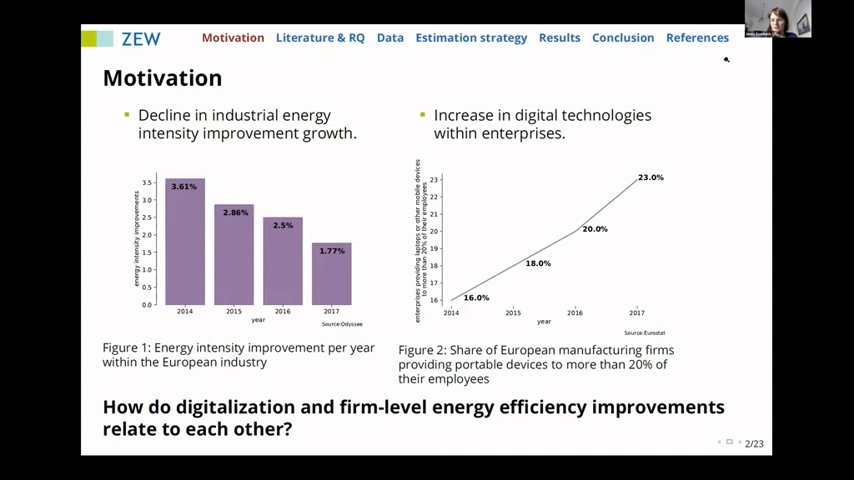 ZEW
Motivation Literature & RQ Data Estimation strategy Results Conclusion References
Motivation
Decline in industrial energy
intensity improvement growth.
Increase in digital technologies
within enterprises.
energy intensity improvements
3.5
3.0
2.5
2.0
1.5
1.0
0.5
0.0
3.61%
2.86%
2.5%
1.77%
2014 2015 2016 2017
year
Source:Odyssee
Figure 1: Energy intensity improvement per year
within the European industry
enterprises providing laptops or other mobile devices
to more than 20% of their employees
23
22
21
20
19
18
17
16
23.0%
20.0%
18.0%
16.0%
2014 2015 2016 2017
year
Source:Eurostat
Figure 2: Share of European manufacturing firms
providing portable devices to more than 20% of
their employees
How do digitalization and firm-level energy efficiency improvements
relate to each other?
2/23